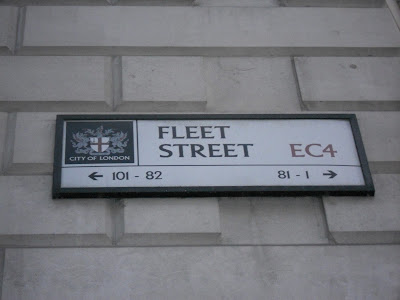 CITY OF LONDON
FLEET
STREET EC4
← 101 - 82 81 - 1 →